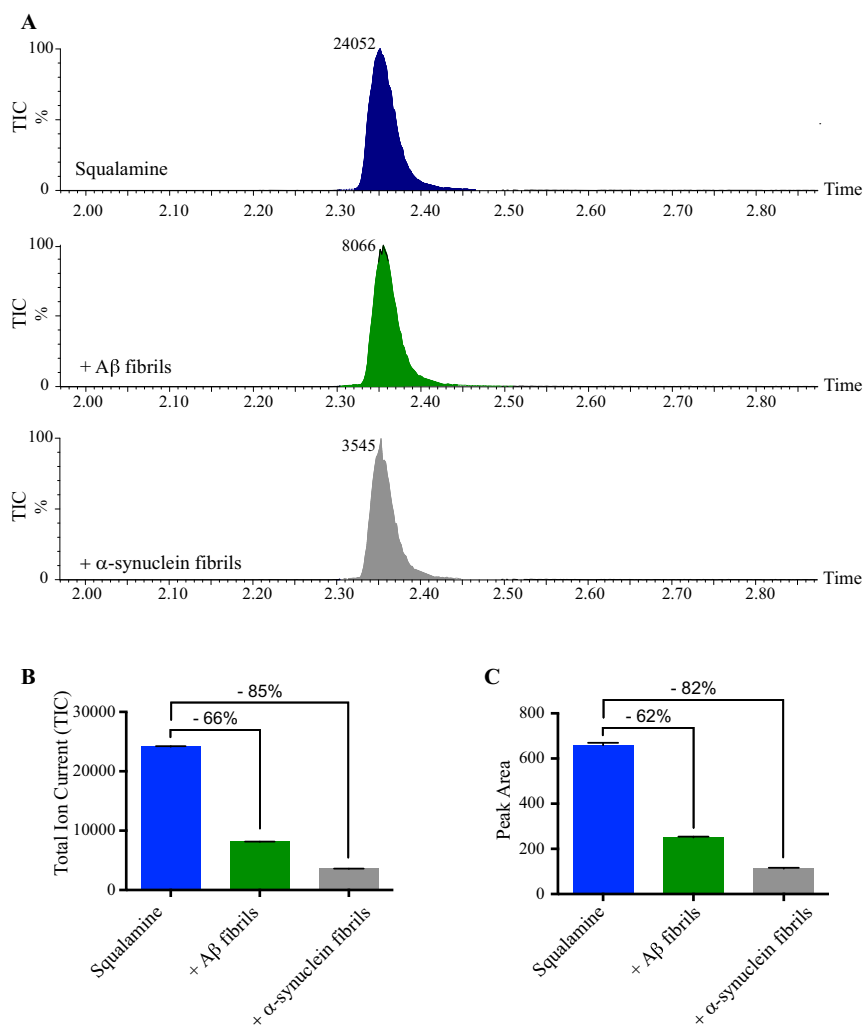 A
24052
100
TIC
%
Squalamine
0
Time
2.00 2.10 2.20 2.30 2.40 2.50 2.60 2.70 2.80
100
8066
TIC
%
+ Aβ fibrils
0
Time
2.00 2.10 2.20 2.30 2.40 2.50 2.60 2.70 2.80
100
3545
TIC
%
+ α-synuclein fibrils
0
Time
2.00 2.10 2.20 2.30 2.40 2.50 2.60 2.70 2.80
B
- 85%
- 66%
Total Ion Current (TIC)
30000
20000
10000
0
Squalamine
+ Aβ fibrils
+ α-synuclein fibrils
C
- 82%
- 62%
Peak Area
800
600
400
200
0
Squalamine
+ Aβ fibrils
+ α-synuclein fibrils